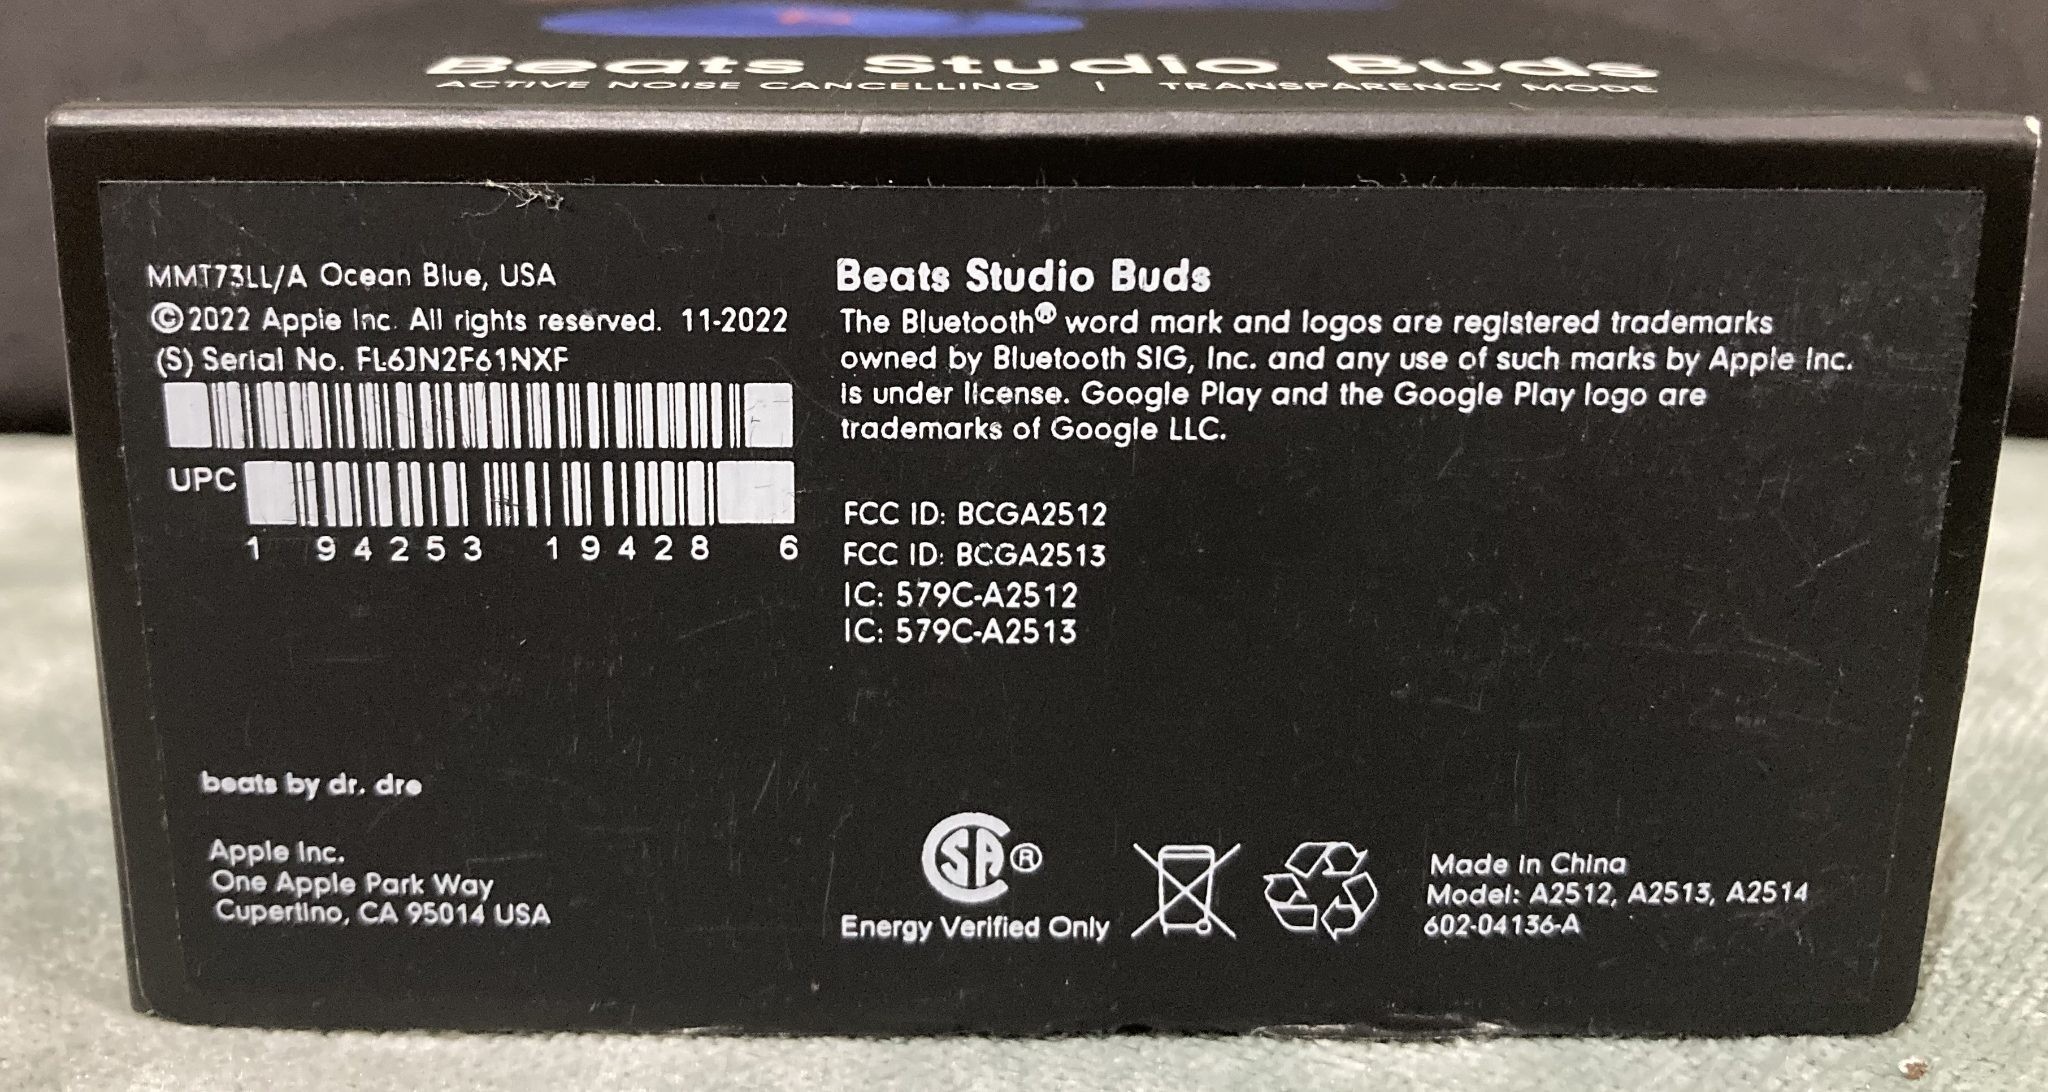 Beats Studio Buds
ACTIVE NOISE CANCELLING | TRANSPARENCY MODE
MMT73LL/A Ocean Blue, USA
©2022 Apple Inc. All rights reserved. 11-2022
(S) Serial No. FL6JN2F61NXF
UPC
1 94253 19428 6
beats by dr. dre
Apple Inc.
One Apple Park Way
Cupertino, CA 95014 USA
Beats Studio Buds
The Bluetooth® word mark and logos are registered trademarks
owned by Bluetooth SIG, Inc. and any use of such marks by Apple Inc.
is under license. Google Play and the Google Play logo are
trademarks of Google LLC.
FCC ID: BCGA2512
FCC ID: BCGA2513
IC: 579C-A2512
IC: 579C-A2513
CSA®
Energy Verified Only
Made in China
Model: A2512, A2513, A2514
602-04136-A